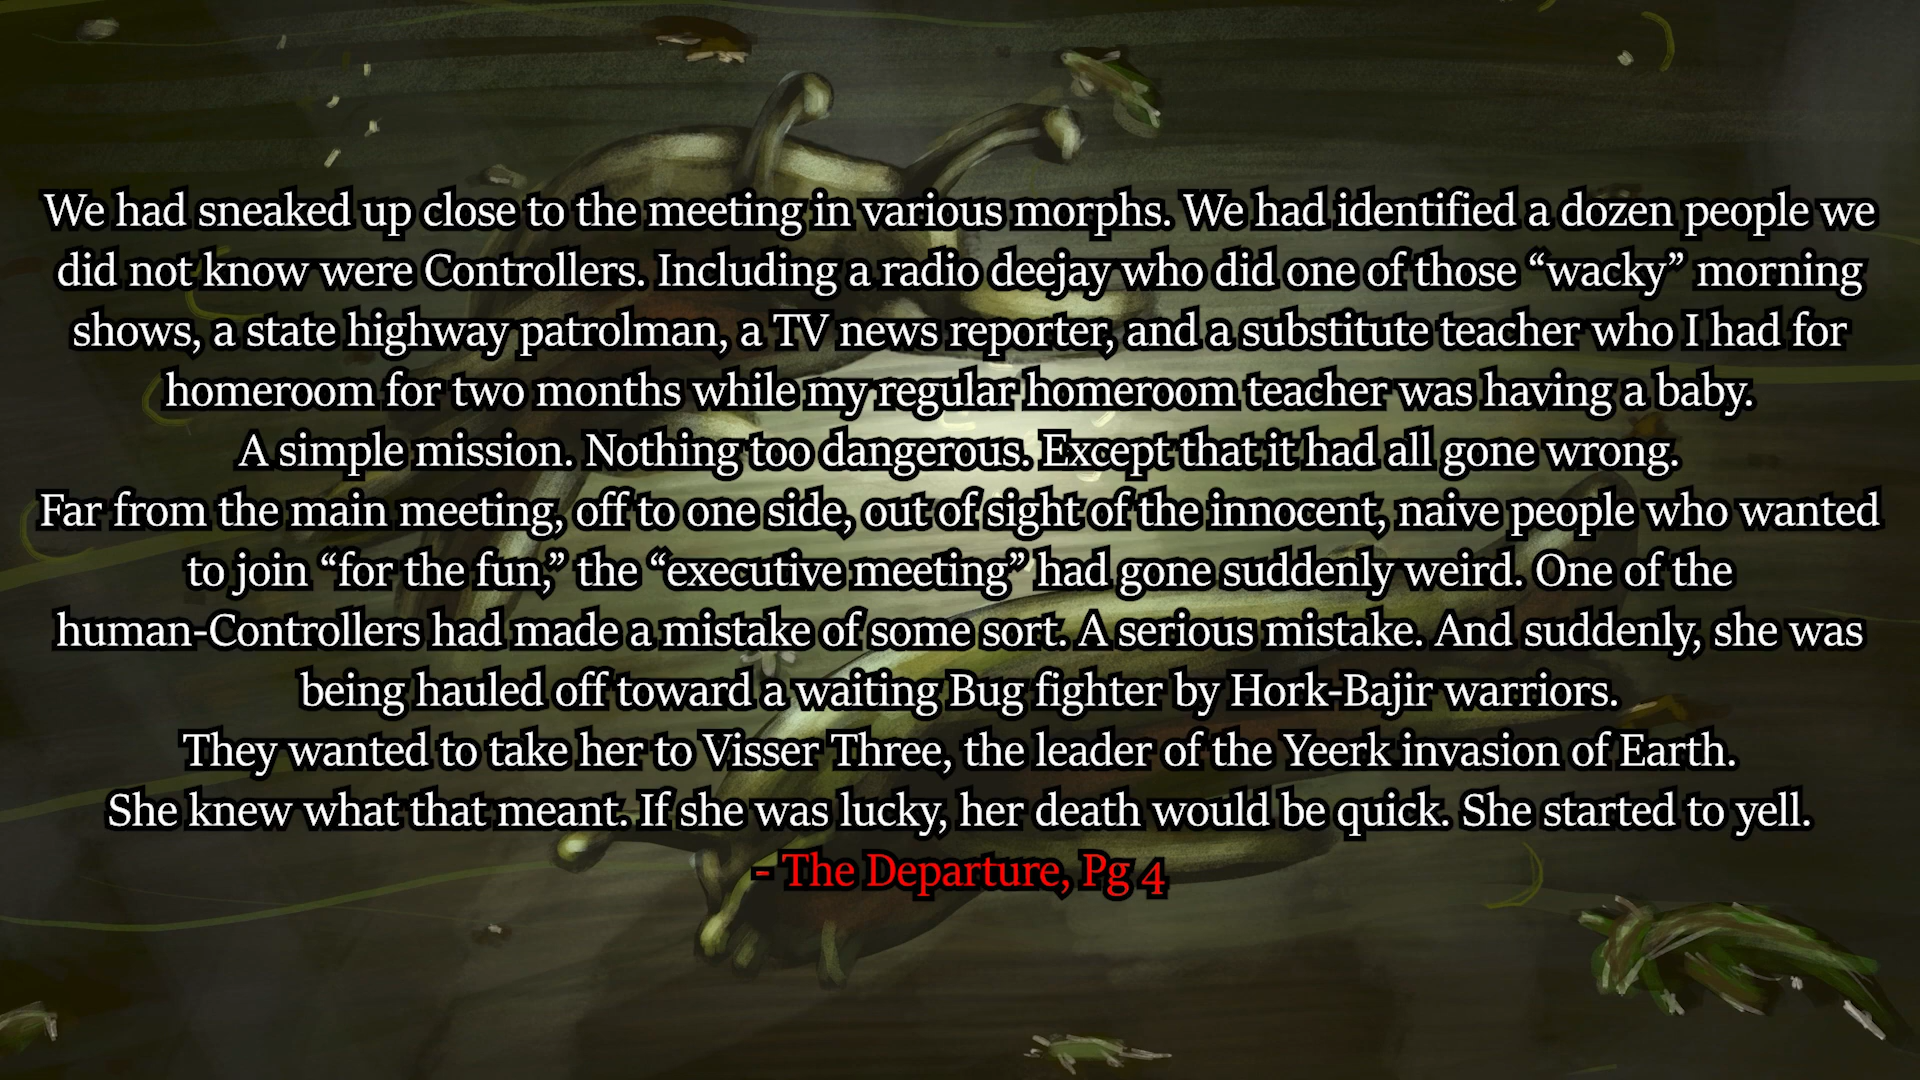 We had sneaked up close to the meeting in various morphs. We had identified a dozen people we
did not know were Controllers. Including a radio deejay who did one of those “wacky” morning
shows, a state highway patrolman, a TV news reporter, and a substitute teacher who I had for
homeroom for two months while my regular homeroom teacher was having a baby.
A simple mission. Nothing too dangerous. Except that it had all gone wrong.
Far from the main meeting, off to one side, out of sight of the innocent, naive people who wanted
to join “for the fun,” the “executive meeting” had gone suddenly weird. One of the
human-Controllers had made a mistake of some sort. A serious mistake. And suddenly, she was
being hauled off toward a waiting Bug fighter by Hork-Bajir warriors.
They wanted to take her to Visser Three, the leader of the Yeerk invasion of Earth.
She knew what that meant. If she was lucky, her death would be quick. She started to yell.
- The Departure, Pg 4